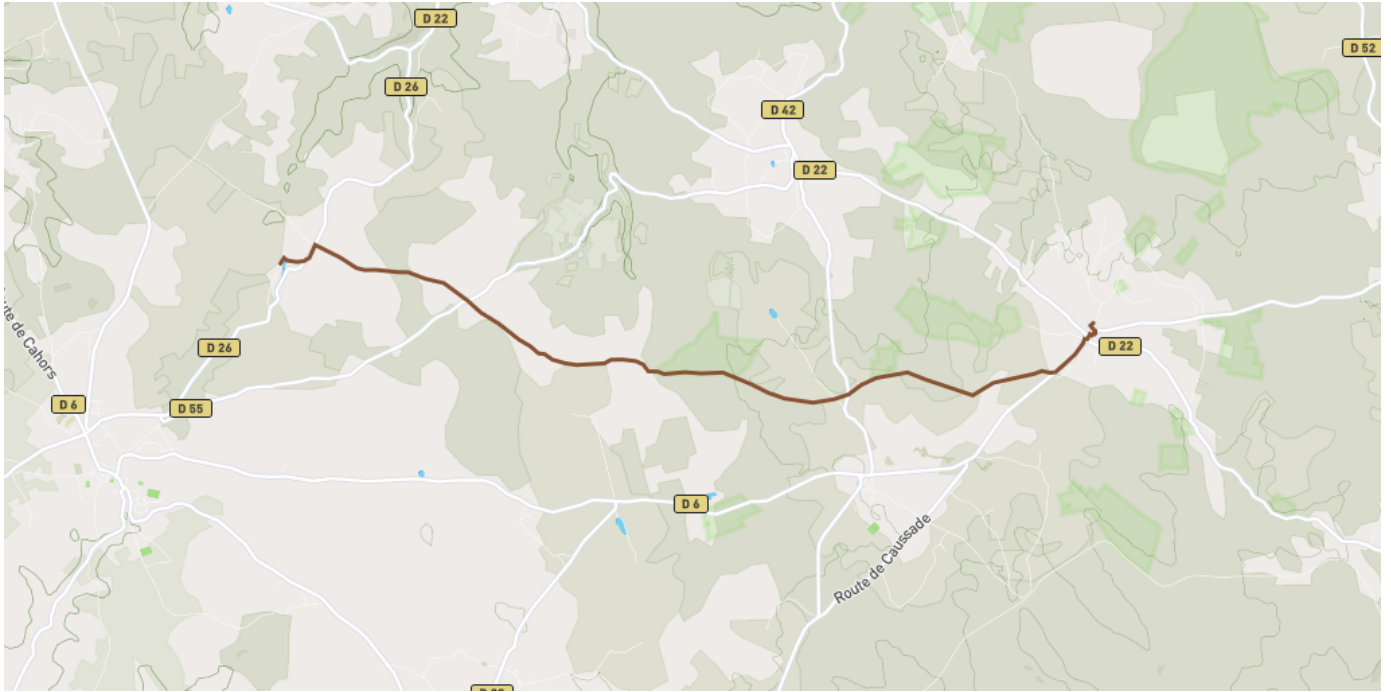 D 22
D 52
D 26
D 42
D 22
Route de Cahors
D 26
D 22
D 6
D 55
D 6
Route de Caussade